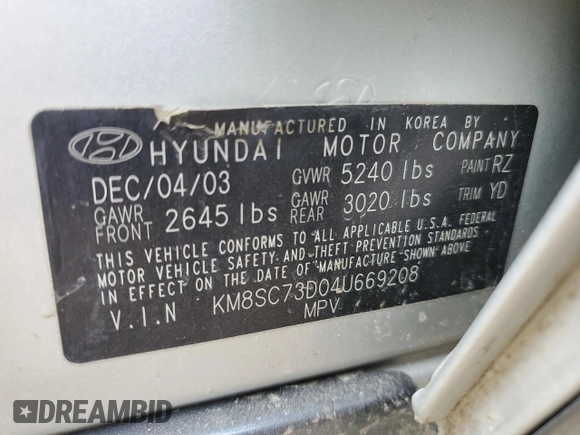 MANUFACTURED IN KOREA BY
HYUNDAI MOTOR COMPANY
DEC/04/03 GVWR 5240 lbs PAINT RZ
GAWR FRONT 2645 lbs GAWR REAR 3020 lbs TRIM YD
THIS VEHICLE CONFORMS TO ALL APPLICABLE U.S.A. FEDERAL
MOTOR VEHICLE SAFETY AND THEFT PREVENTION STANDARDS
IN EFFECT ON THE DATE OF MANUFACTURE SHOWN ABOVE
V.I.N KM8SC73D04U669208
MPV
DREAMBID